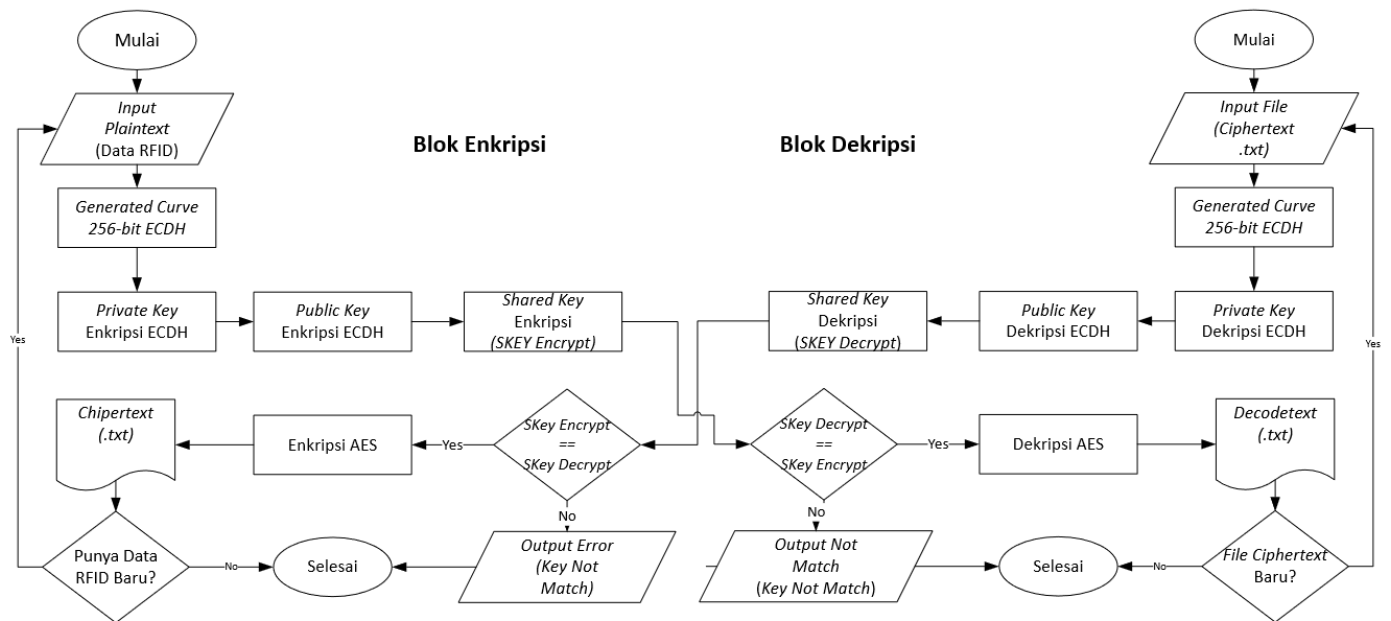 Mulai
Input
Plaintext
(Data RFID)
Generated Curve
256-bit ECDH
Private Key
Enkripsi ECDH
Public Key
Enkripsi ECDH
Shared Key
Enkripsi
(SKEY Encrypt)
Blok Enkripsi
SKey Encrypt
==
SKey Decrypt
Yes
Enkripsi AES
Chipertext
(.txt)
Punya Data
RFID Baru?
Yes
No
Selesai
No
Output Error
(Key Not
Match)
Blok Dekripsi
Mulai
Input File
(Ciphertext
.txt)
Generated Curve
256-bit ECDH
Private Key
Dekripsi ECDH
Public Key
Dekripsi ECDH
Shared Key
Dekripsi
(SKEY Decrypt)
SKey Decrypt
==
SKey Encrypt
Yes
Dekripsi AES
Decodetext
(.txt)
File Ciphertext
Baru?
Yes
No
Selesai
No
Output Not
Match
(Key Not Match)